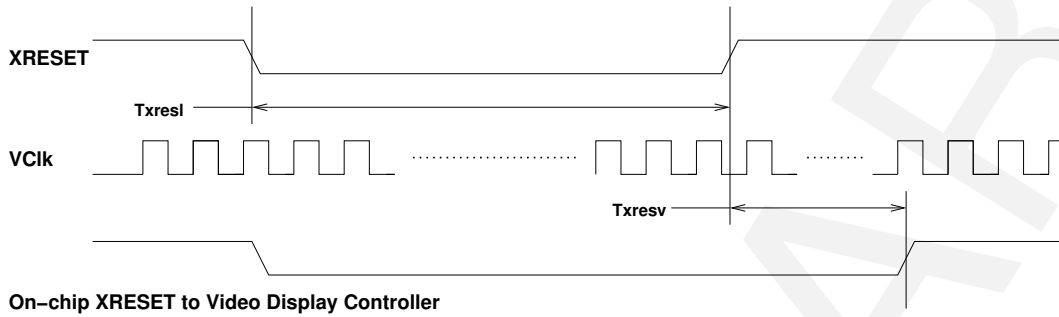 XRESET
Txresl
VClk
Txresv
On-chip XRESET to Video Display Controller